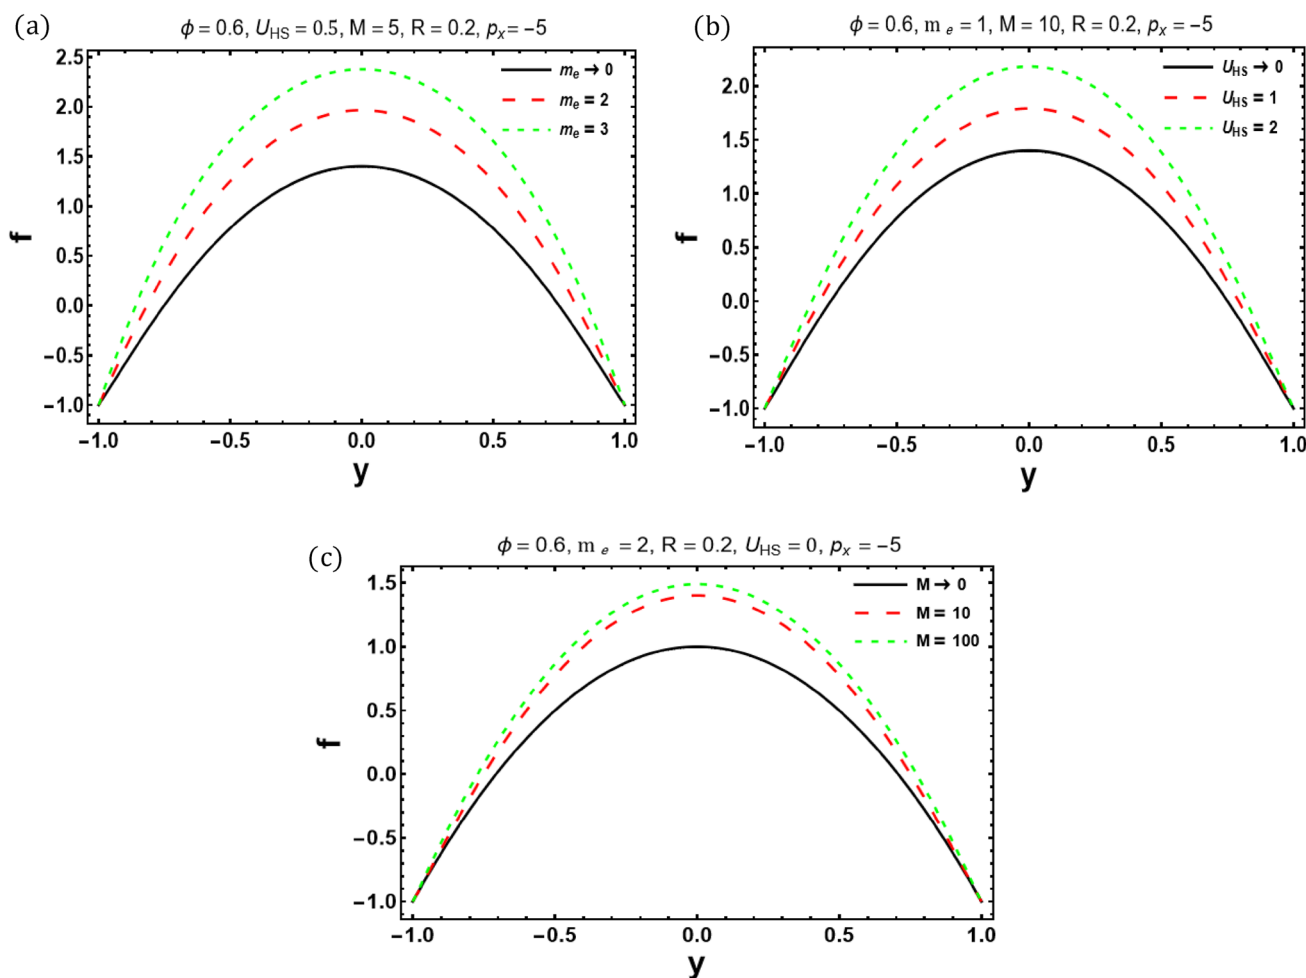 (a)
ϕ = 0.6, U_HS = 0.5, M = 5, R = 0.2, p_x = −5
m_e → 0
m_e = 2
m_e = 3
2.5
2.0
1.5
1.0
0.5
0.0
−0.5
−1.0
f
−1.0 −0.5 0.0 0.5 1.0
y
(b)
ϕ = 0.6, m_e = 1, M = 10, R = 0.2, p_x = −5
U_HS → 0
U_HS = 1
U_HS = 2
2.0
1.5
1.0
0.5
0.0
−0.5
−1.0
f
−1.0 −0.5 0.0 0.5 1.0
y
(c)
ϕ = 0.6, m_e = 2, R = 0.2, U_HS = 0, p_x = −5
M → 0
M = 10
M = 100
1.5
1.0
0.5
0.0
−0.5
−1.0
f
−1.0 −0.5 0.0 0.5 1.0
y